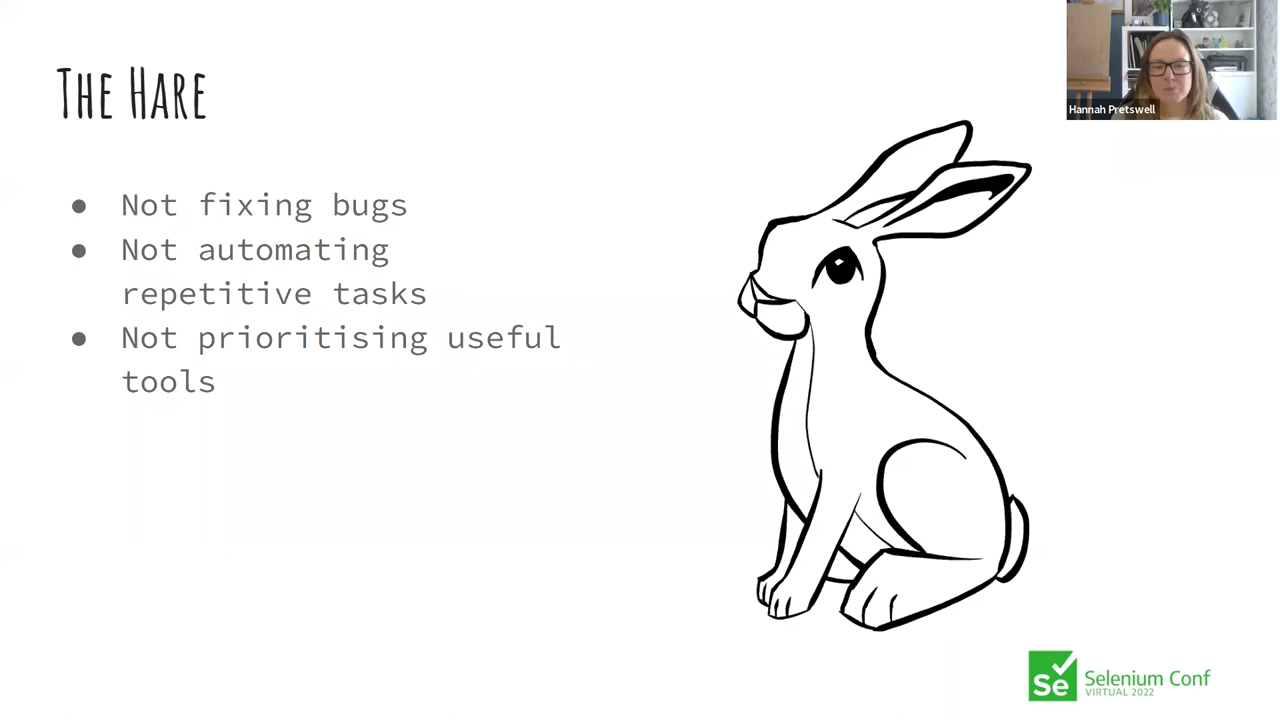 The Hare
● Not fixing bugs
● Not automating
repetitive tasks
● Not prioritising useful
tools
Hannah Pretswell
Se Selenium Conf
VIRTUAL 2022